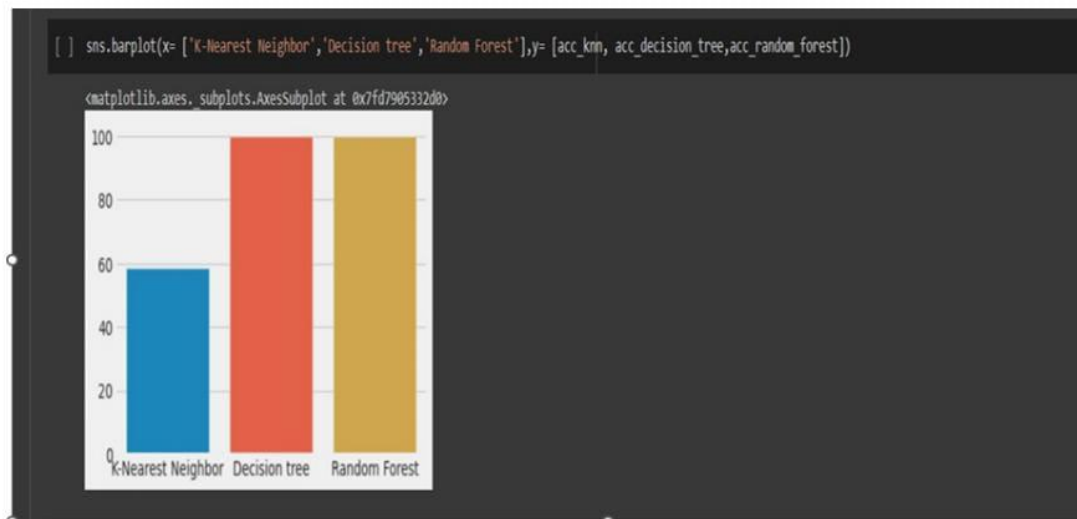 [ ] sns.barplot(x= ['K-Nearest Neighbor','Decision tree','Random Forest'],y= [acc_knn, acc_decision_tree,acc_random_forest])
<matplotlib.axes._subplots.AxesSubplot at 0x7fd7905332d0>
100
80
60
40
20
0
K-Nearest Neighbor Decision tree Random Forest